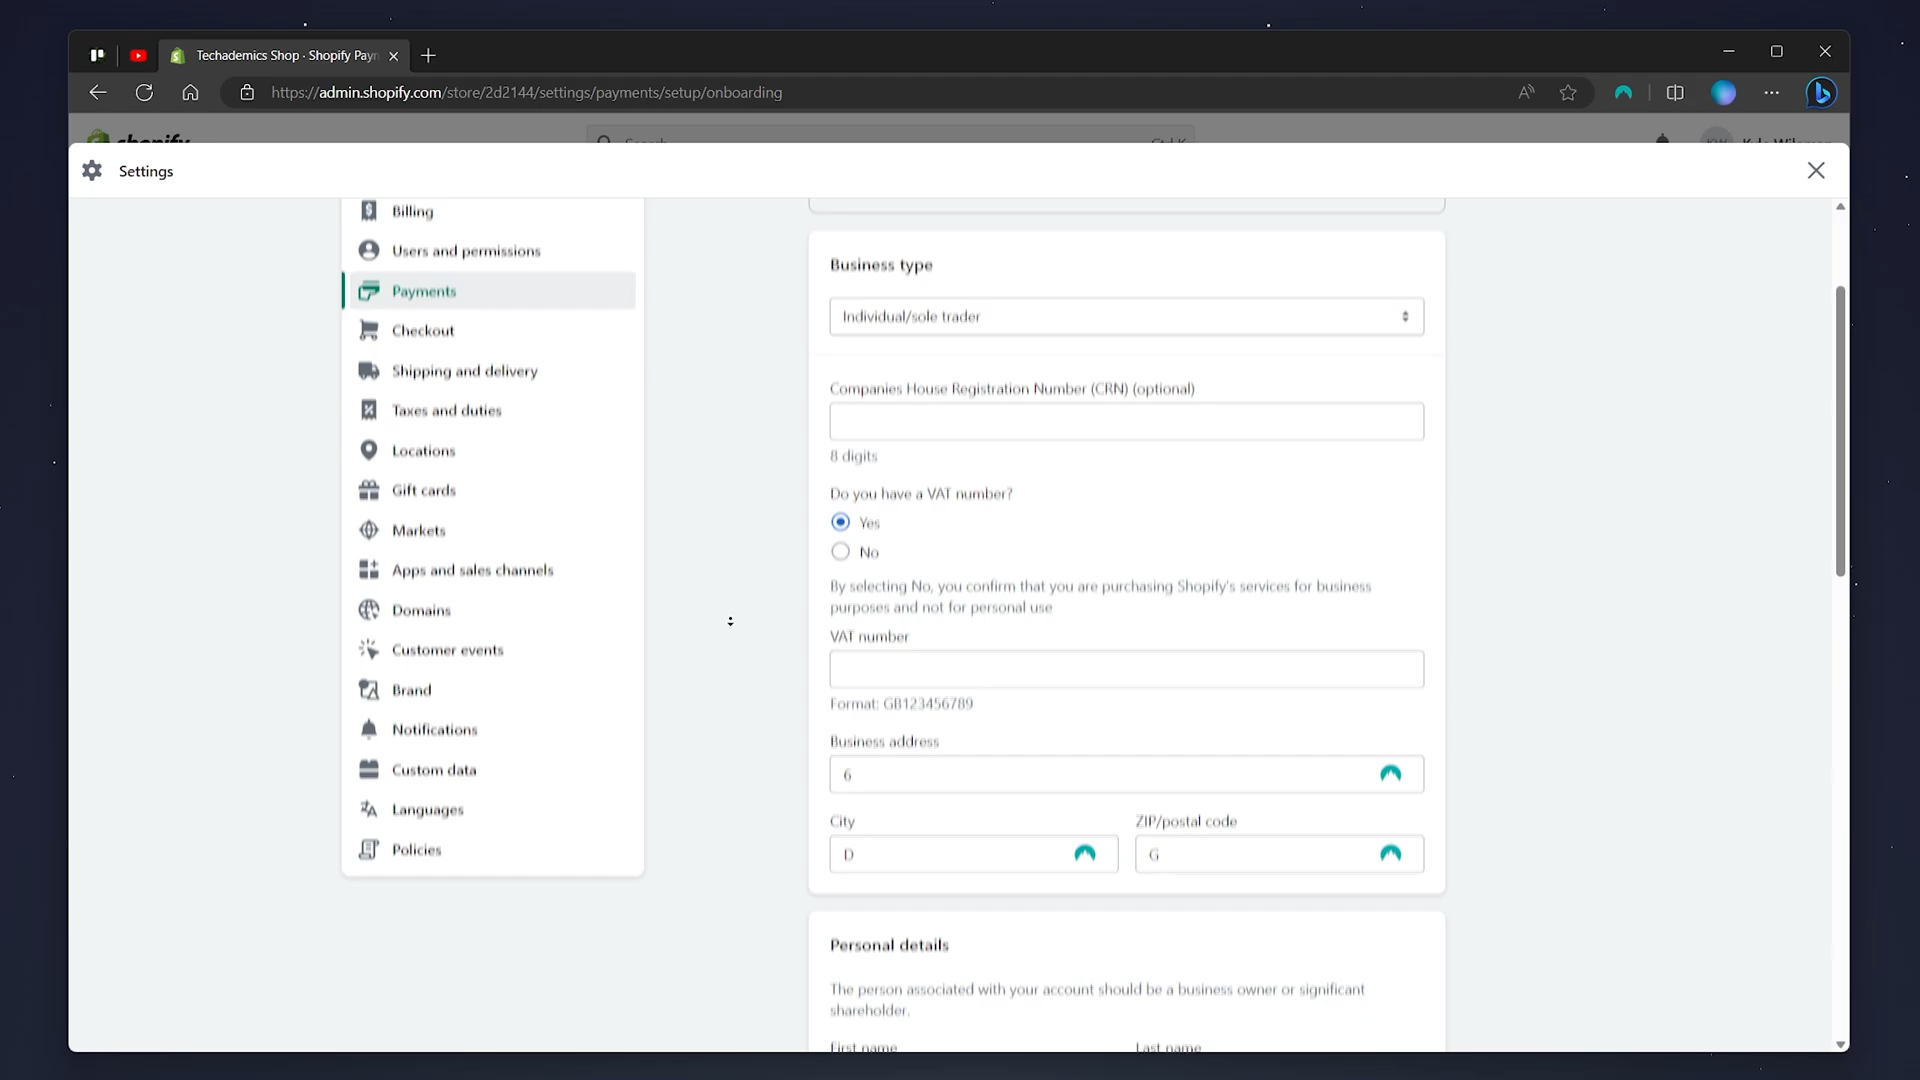 Techademics Shop · Shopify Payn
https://admin.shopify.com/store/2d2144/settings/payments/setup/onboarding
shopify
Search
Ctrl K
Settings
Billing
Users and permissions
Payments
Checkout
Shipping and delivery
Taxes and duties
Locations
Gift cards
Markets
Apps and sales channels
Domains
Customer events
Brand
Notifications
Custom data
Languages
Policies
Business type
Individual/sole trader
Companies House Registration Number (CRN) (optional)
8 digits
Do you have a VAT number?
Yes
No
By selecting No, you confirm that you are purchasing Shopify's services for business
purposes and not for personal use
VAT number
Format: GB123456789
Business address
6
City
ZIP/postal code
D
G
Personal details
The person associated with your account should be a business owner or significant
shareholder.
First name
Last name